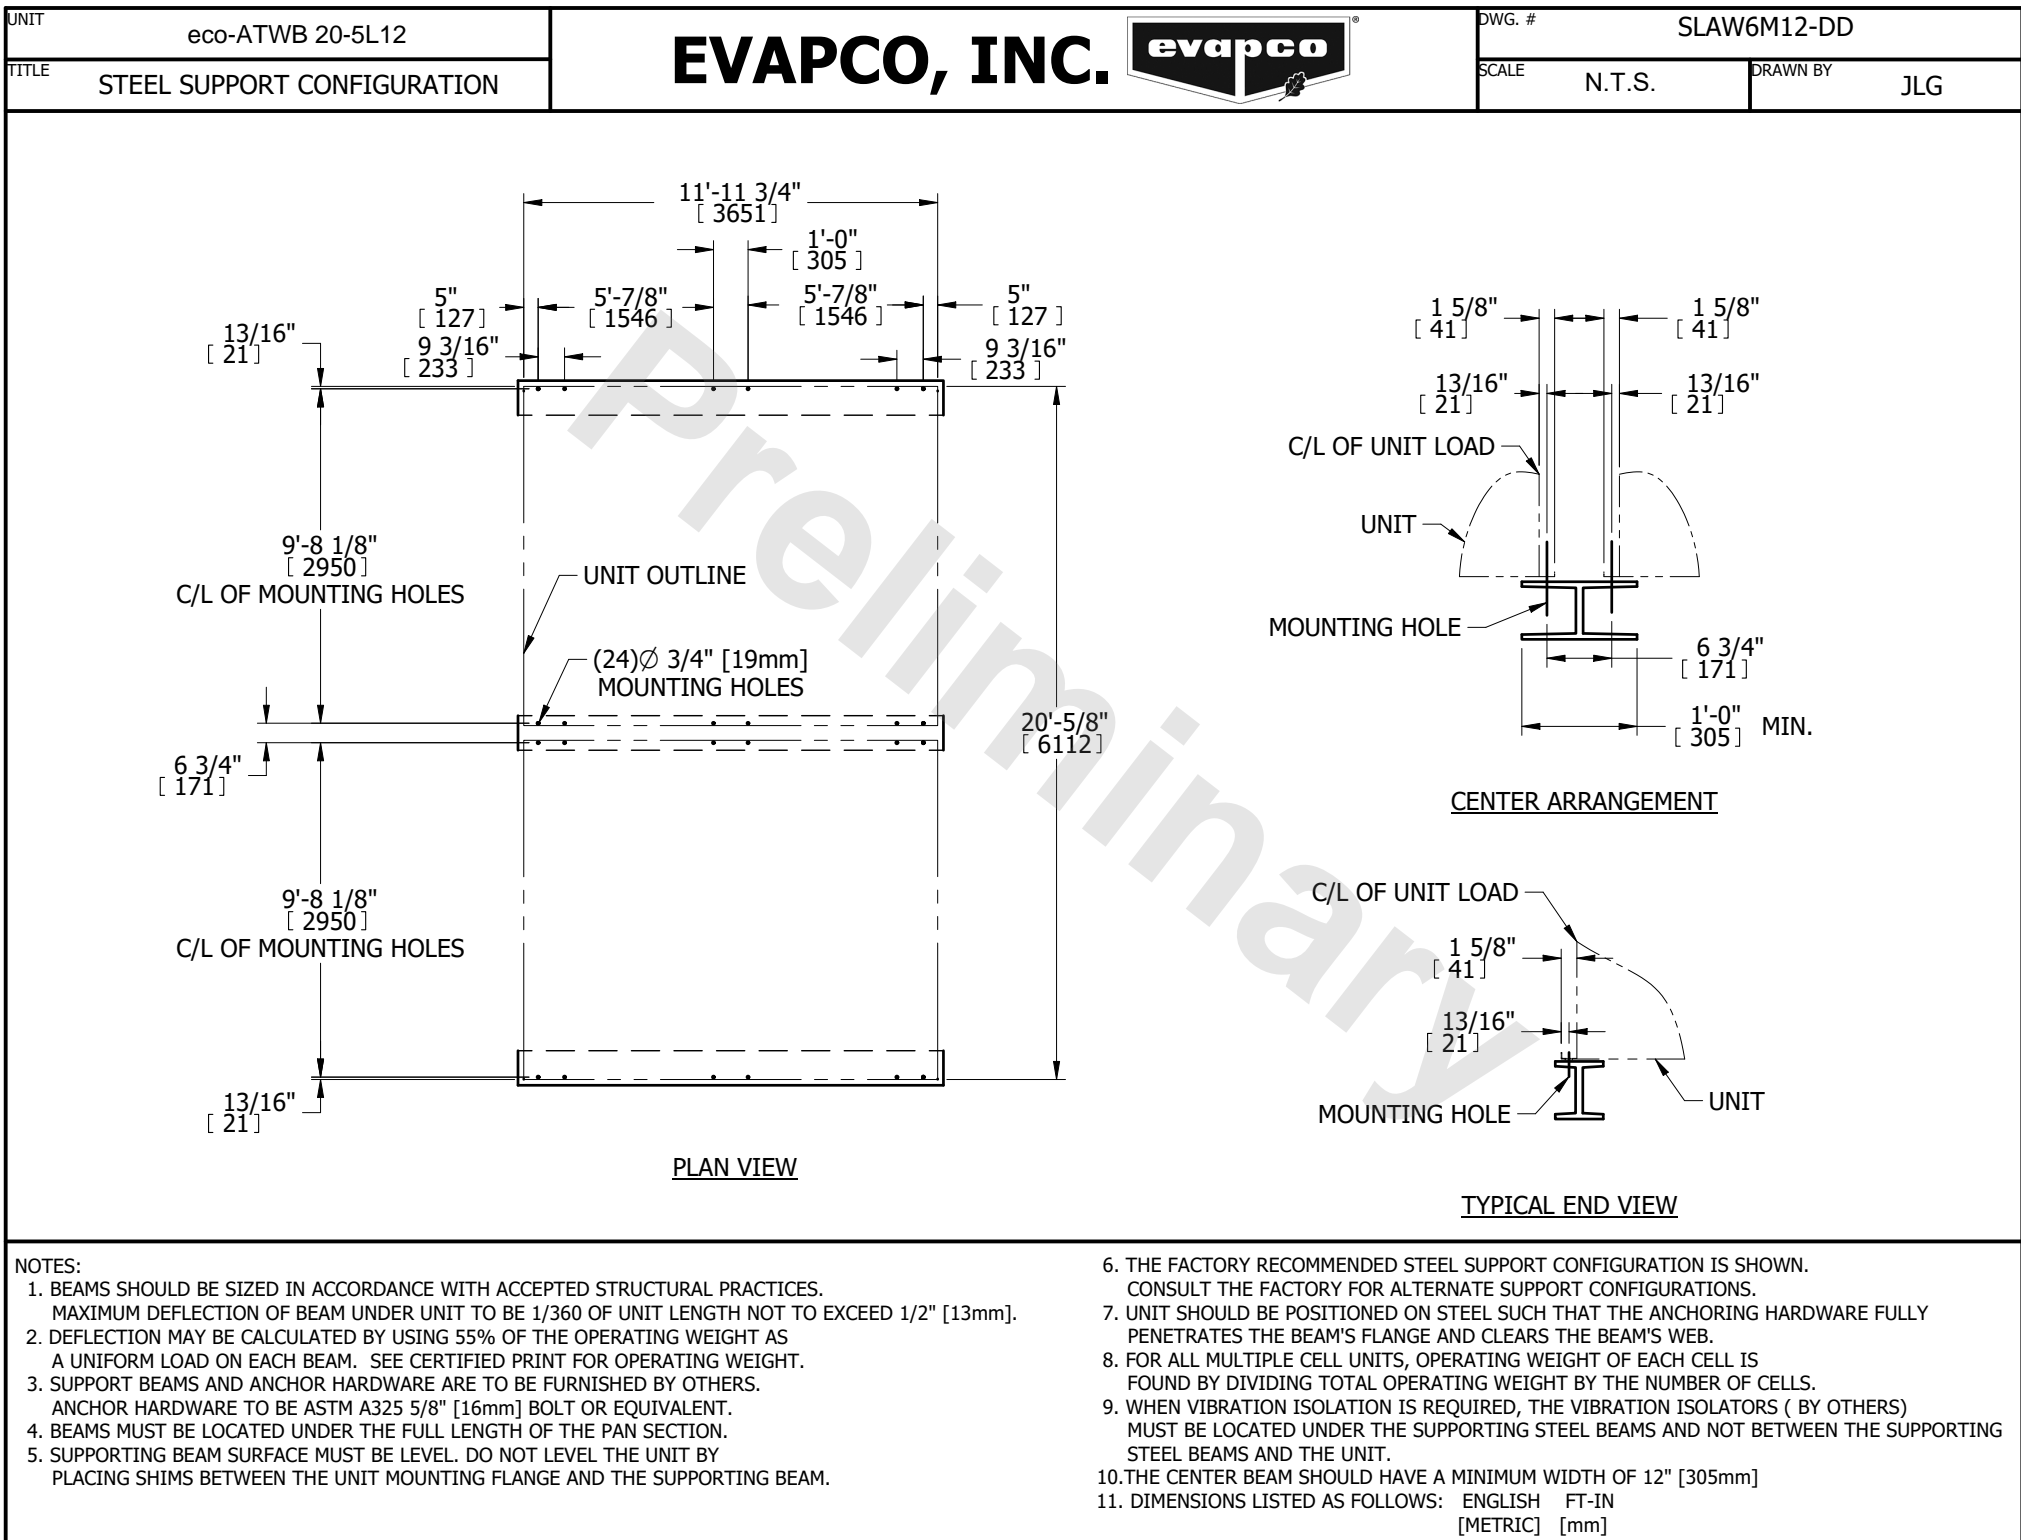 UNIT
eco-ATWB 20-5L12
TITLE
STEEL SUPPORT CONFIGURATION
EVAPCO, INC.
evapco
®
DWG. #
SLAW6M12-DD
SCALE
N.T.S.
DRAWN BY
JLG
11'-11 3/4"
[ 3651 ]
1'-0"
[ 305 ]
5"
[ 127 ]
5'-7/8"
[ 1546 ]
5'-7/8"
[ 1546 ]
5"
[ 127 ]
13/16"
[ 21 ]
9 3/16"
[ 233 ]
9 3/16"
[ 233 ]
9'-8 1/8"
[ 2950 ]
C/L OF MOUNTING HOLES
UNIT OUTLINE
(24)Ø 3/4" [19mm]
MOUNTING HOLES
6 3/4"
[ 171 ]
20'-5/8"
[ 6112 ]
9'-8 1/8"
[ 2950 ]
C/L OF MOUNTING HOLES
13/16"
[ 21 ]
PLAN VIEW
1 5/8"
[ 41 ]
1 5/8"
[ 41 ]
13/16"
[ 21 ]
13/16"
[ 21 ]
C/L OF UNIT LOAD
UNIT
MOUNTING HOLE
6 3/4"
[ 171 ]
1'-0"
[ 305 ]
MIN.
CENTER ARRANGEMENT
C/L OF UNIT LOAD
1 5/8"
[ 41 ]
13/16"
[ 21 ]
MOUNTING HOLE
UNIT
TYPICAL END VIEW
Preliminary
NOTES:
1. BEAMS SHOULD BE SIZED IN ACCORDANCE WITH ACCEPTED STRUCTURAL PRACTICES.
MAXIMUM DEFLECTION OF BEAM UNDER UNIT TO BE 1/360 OF UNIT LENGTH NOT TO EXCEED 1/2" [13mm].
2. DEFLECTION MAY BE CALCULATED BY USING 55% OF THE OPERATING WEIGHT AS
A UNIFORM LOAD ON EACH BEAM. SEE CERTIFIED PRINT FOR OPERATING WEIGHT.
3. SUPPORT BEAMS AND ANCHOR HARDWARE ARE TO BE FURNISHED BY OTHERS.
ANCHOR HARDWARE TO BE ASTM A325 5/8" [16mm] BOLT OR EQUIVALENT.
4. BEAMS MUST BE LOCATED UNDER THE FULL LENGTH OF THE PAN SECTION.
5. SUPPORTING BEAM SURFACE MUST BE LEVEL. DO NOT LEVEL THE UNIT BY
PLACING SHIMS BETWEEN THE UNIT MOUNTING FLANGE AND THE SUPPORTING BEAM.
6. THE FACTORY RECOMMENDED STEEL SUPPORT CONFIGURATION IS SHOWN.
CONSULT THE FACTORY FOR ALTERNATE SUPPORT CONFIGURATIONS.
7. UNIT SHOULD BE POSITIONED ON STEEL SUCH THAT THE ANCHORING HARDWARE FULLY
PENETRATES THE BEAM'S FLANGE AND CLEARS THE BEAM'S WEB.
8. FOR ALL MULTIPLE CELL UNITS, OPERATING WEIGHT OF EACH CELL IS
FOUND BY DIVIDING TOTAL OPERATING WEIGHT BY THE NUMBER OF CELLS.
9. WHEN VIBRATION ISOLATION IS REQUIRED, THE VIBRATION ISOLATORS ( BY OTHERS)
MUST BE LOCATED UNDER THE SUPPORTING STEEL BEAMS AND NOT BETWEEN THE SUPPORTING
STEEL BEAMS AND THE UNIT.
10.THE CENTER BEAM SHOULD HAVE A MINIMUM WIDTH OF 12" [305mm]
11. DIMENSIONS LISTED AS FOLLOWS: ENGLISH FT-IN
[METRIC] [mm]